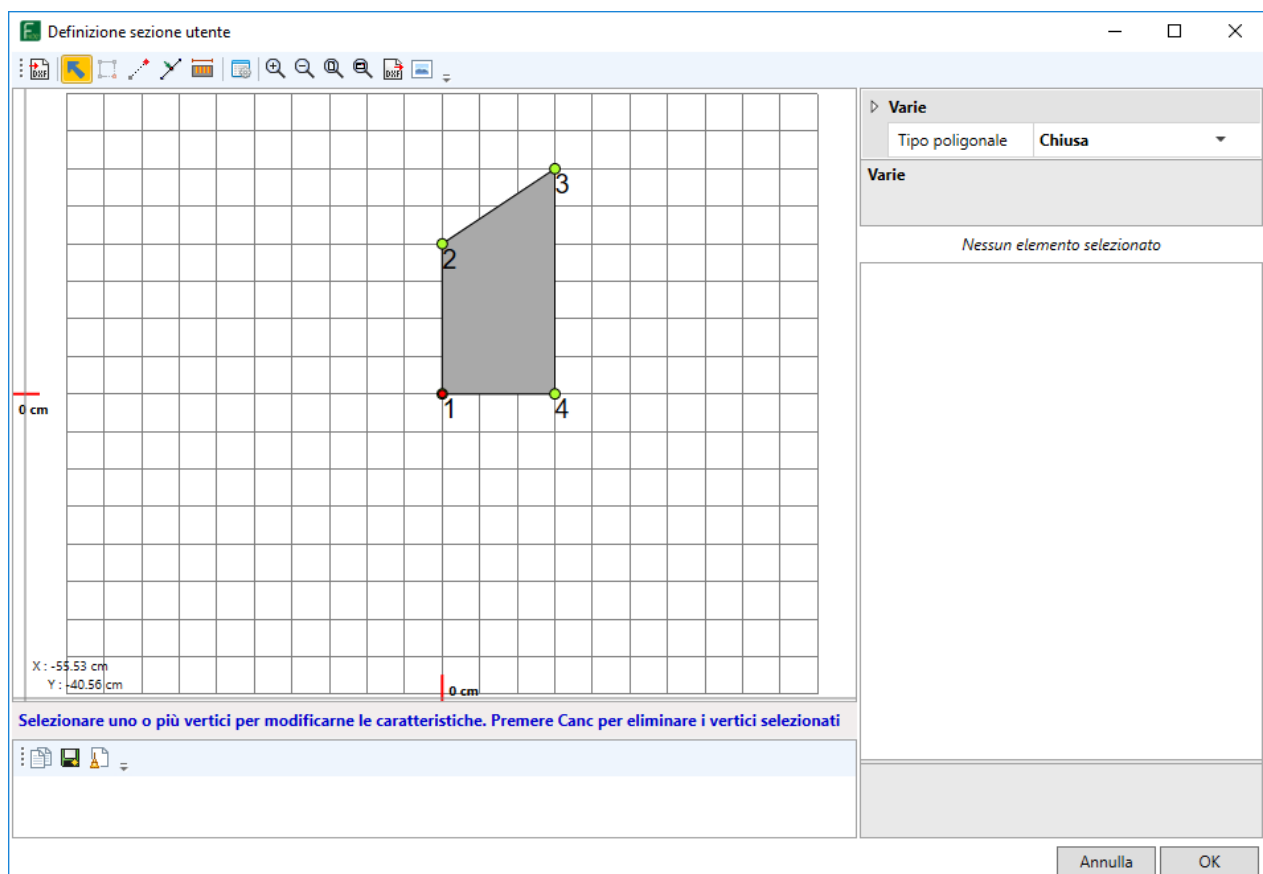 Definizione sezione utente
DXF
DXF
Varie
Tipo poligonale Chiusa
Varie
Nessun elemento selezionato
3
2
1
4
0 cm
X : -55.53 cm
Y : -40.56 cm
0 cm
Selezionare uno o più vertici per modificarne le caratteristiche. Premere Canc per eliminare i vertici selezionati
Annulla OK